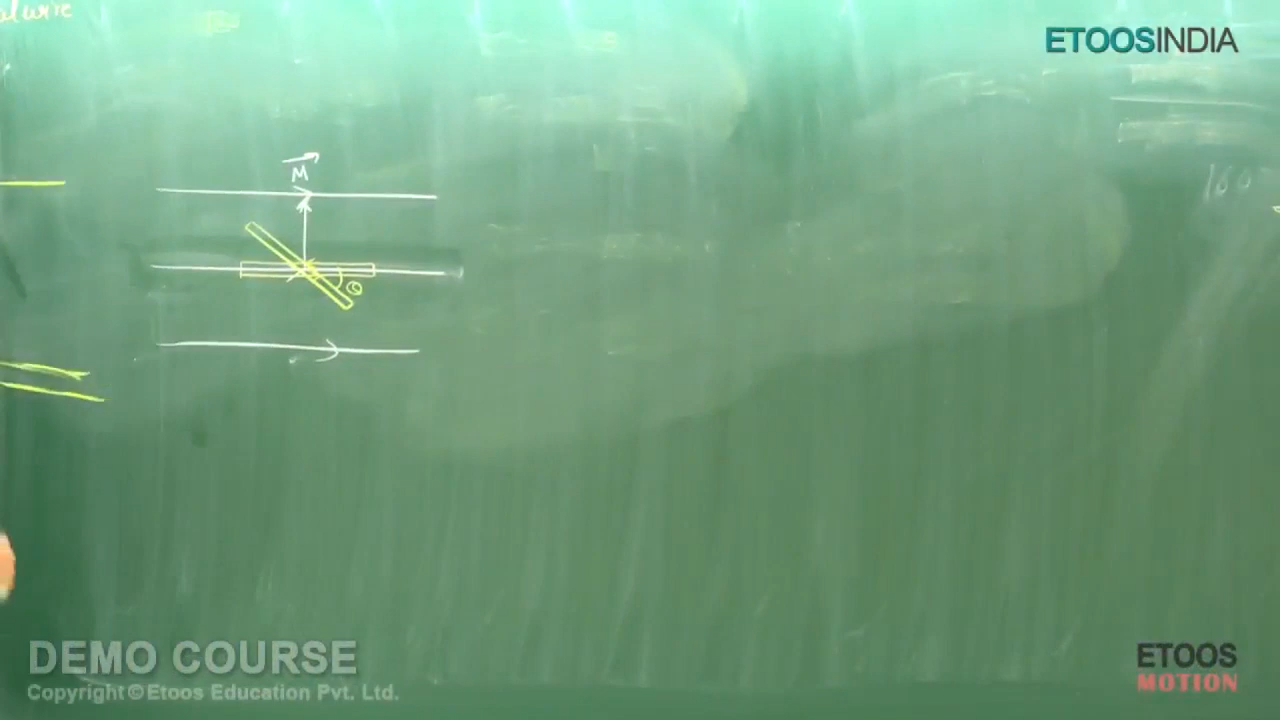 ETOOSINDIA
M
θ
DEMO COURSE
Copyright © Etoos Education Pvt. Ltd.
ETOOS
MOTION